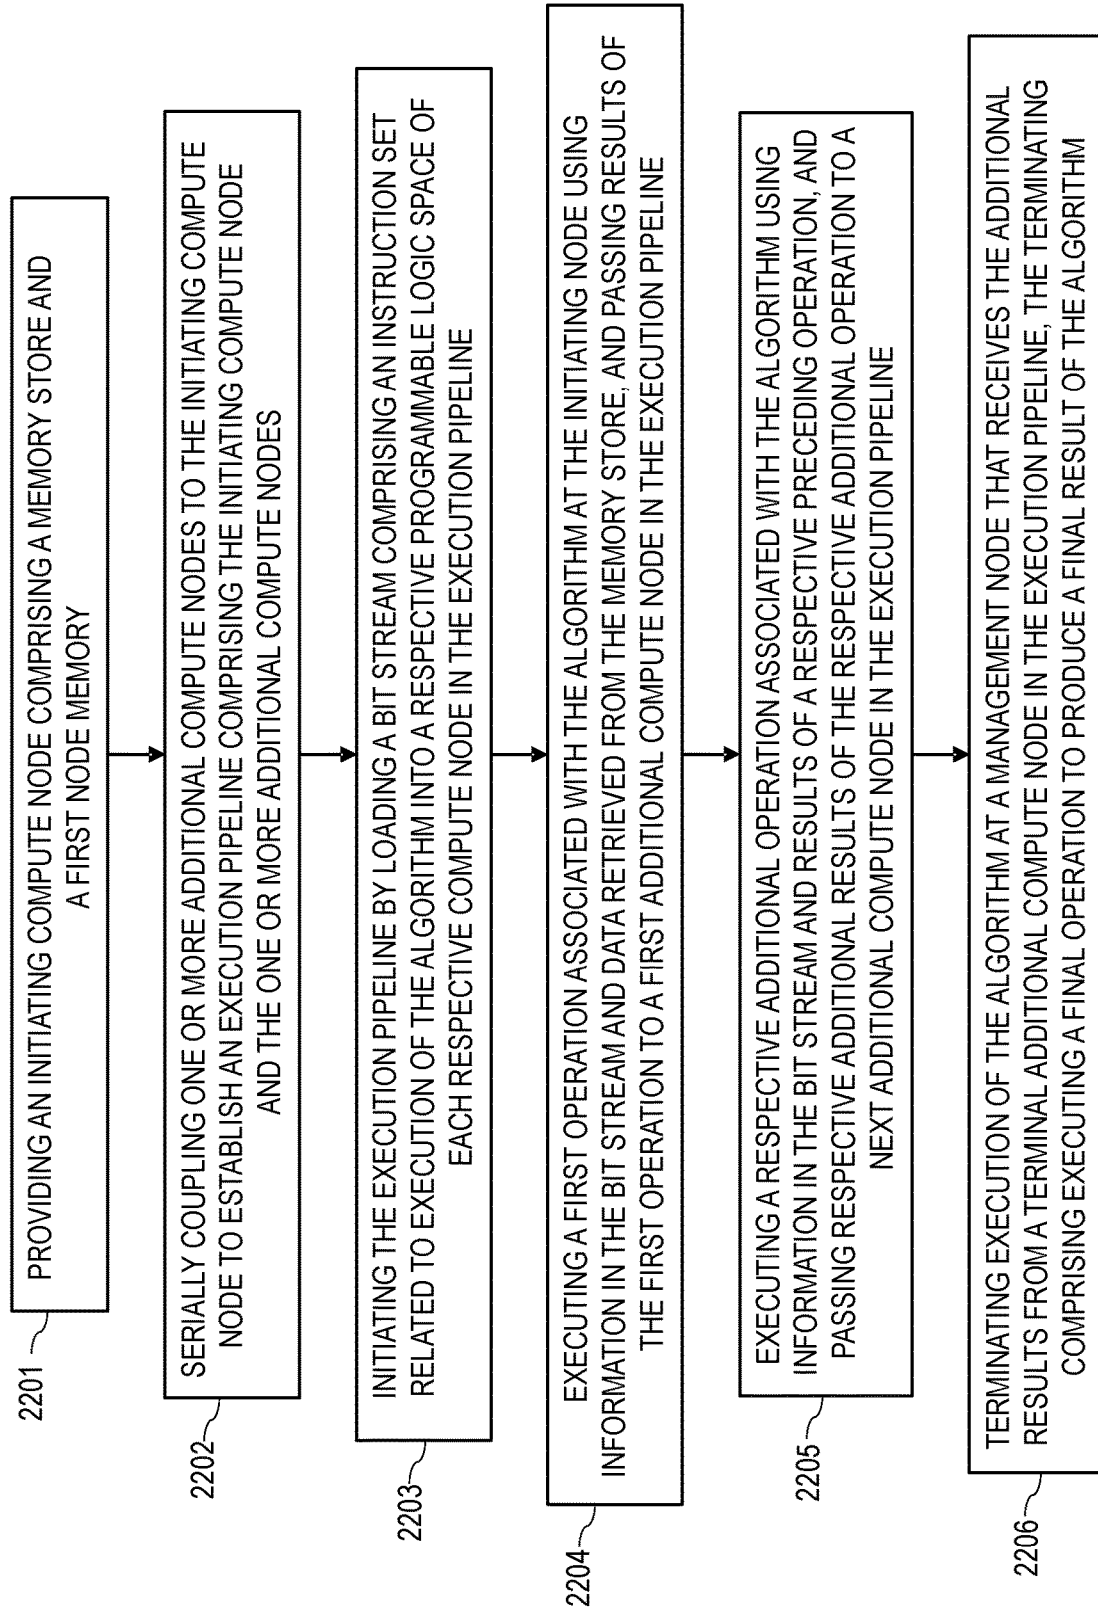 PROVIDING AN INITIATING COMPUTE NODE COMPRISING A MEMORY STORE AND
A FIRST NODE MEMORY
2201
SERIALLY COUPLING ONE OR MORE ADDITIONAL COMPUTE NODES TO THE INITIATING COMPUTE
NODE TO ESTABLISH AN EXECUTION PIPELINE COMPRISING THE INITIATING COMPUTE NODE
AND THE ONE OR MORE ADDITIONAL COMPUTE NODES
2202
INITIATING THE EXECUTION PIPELINE BY LOADING A BIT STREAM COMPRISING AN INSTRUCTION SET
RELATED TO EXECUTION OF THE ALGORITHM INTO A RESPECTIVE PROGRAMMABLE LOGIC SPACE OF
EACH RESPECTIVE COMPUTE NODE IN THE EXECUTION PIPELINE
2203
EXECUTING A FIRST OPERATION ASSOCIATED WITH THE ALGORITHM AT THE INITIATING NODE USING
INFORMATION IN THE BIT STREAM AND DATA RETRIEVED FROM THE MEMORY STORE, AND PASSING RESULTS OF
THE FIRST OPERATION TO A FIRST ADDITIONAL COMPUTE NODE IN THE EXECUTION PIPELINE
2204
EXECUTING A RESPECTIVE ADDITIONAL OPERATION ASSOCIATED WITH THE ALGORITHM USING
INFORMATION IN THE BIT STREAM AND RESULTS OF A RESPECTIVE PRECEDING OPERATION, AND
PASSING RESPECTIVE ADDITIONAL RESULTS OF THE RESPECTIVE ADDITIONAL OPERATION TO A
NEXT ADDITIONAL COMPUTE NODE IN THE EXECUTION PIPELINE
2205
TERMINATING EXECUTION OF THE ALGORITHM AT A MANAGEMENT NODE THAT RECEIVES THE ADDITIONAL
RESULTS FROM A TERMINAL ADDITIONAL COMPUTE NODE IN THE EXECUTION PIPELINE, THE TERMINATING
COMPRISING EXECUTING A FINAL OPERATION TO PRODUCE A FINAL RESULT OF THE ALGORITHM
2206